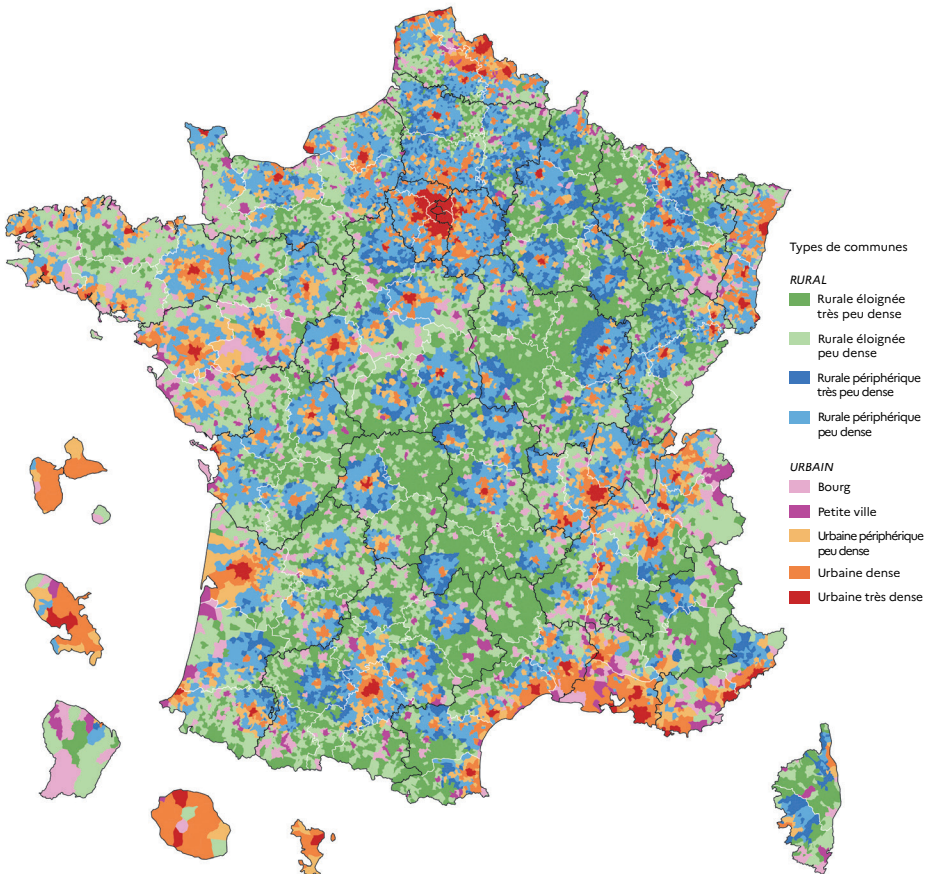 Types de communes
RURAL
Rurale éloignée
très peu dense
Rurale éloignée
peu dense
Rurale périphérique
très peu dense
Rurale périphérique
peu dense
URBAIN
Bourg
Petite ville
Urbaine périphérique
peu dense
Urbaine dense
Urbaine très dense